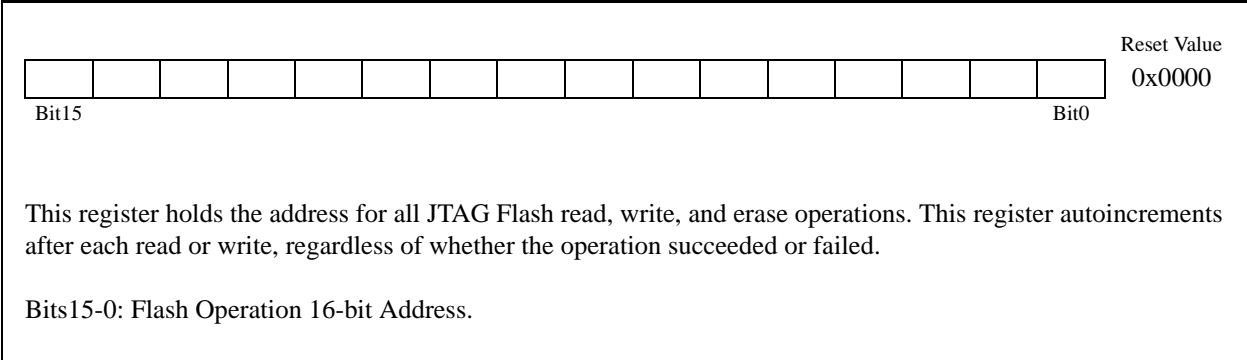 Reset Value
0x0000
Bit15 Bit0
This register holds the address for all JTAG Flash read, write, and erase operations. This register autoincrements
after each read or write, regardless of whether the operation succeeded or failed.
Bits15-0: Flash Operation 16-bit Address.